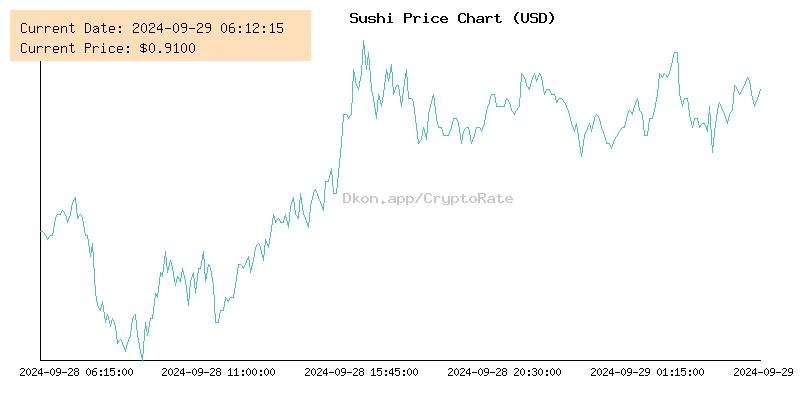 Sushi Price Chart (USD)
Current Date: 2024-09-29 06:12:15
Current Price: $0.9100
Dkon.app/CryptoRate
2024-09-28 06:15:00 2024-09-28 11:00:00 2024-09-28 15:45:00 2024-09-28 20:30:00 2024-09-29 01:15:00 2024-09-29